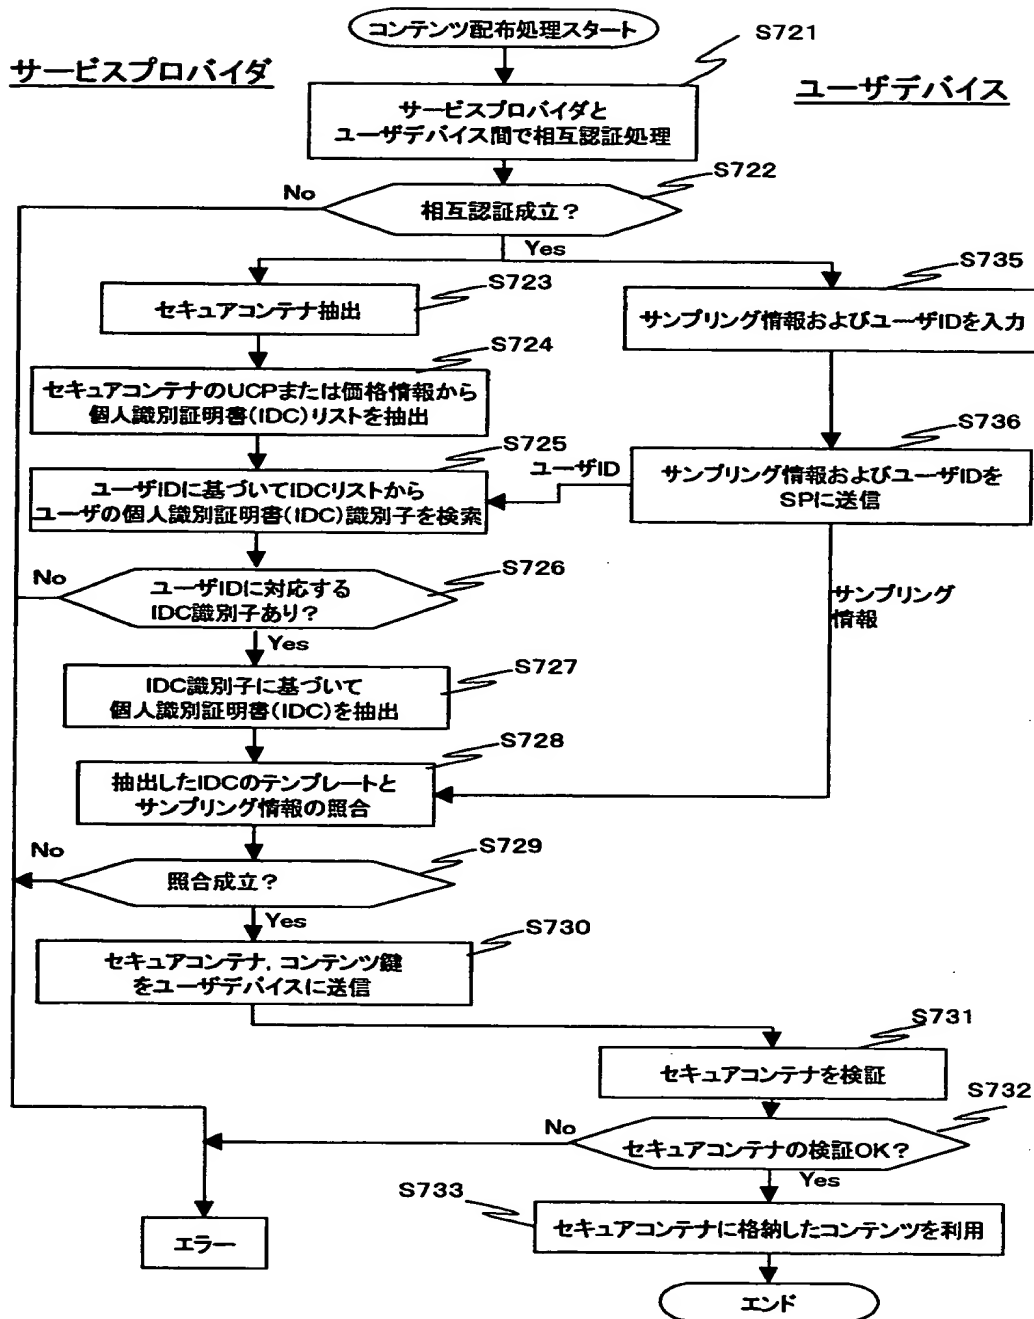 コンテンツ配布処理スタート
S721
サービスプロバイダ
ユーザデバイス
サービスプロバイダと
ユーザデバイス間で相互認証処理
S722
No
相互認証成立?
Yes
S735
S723
セキュアコンテナ抽出
サンプリング情報およびユーザIDを入力
S724
セキュアコンテナのUCPまたは価格情報から
個人識別証明書(IDC)リストを抽出
S736
S725
ユーザID
ユーザIDに基づいてIDCリストから
ユーザの個人識別証明書(IDC)識別子を検索
サンプリング情報およびユーザIDを
SPに送信
No
S726
ユーザIDに対応する
IDC識別子あり?
サンプリング
情報
Yes
S727
IDC識別子に基づいて
個人識別証明書(IDC)を抽出
S728
抽出したIDCのテンプレートと
サンプリング情報の照合
No
S729
照合成立?
Yes
S730
セキュアコンテナ,コンテンツ鍵
をユーザデバイスに送信
S731
セキュアコンテナを検証
S732
No
セキュアコンテナの検証OK?
Yes
S733
セキュアコンテナに格納したコンテンツを利用
エラー
エンド